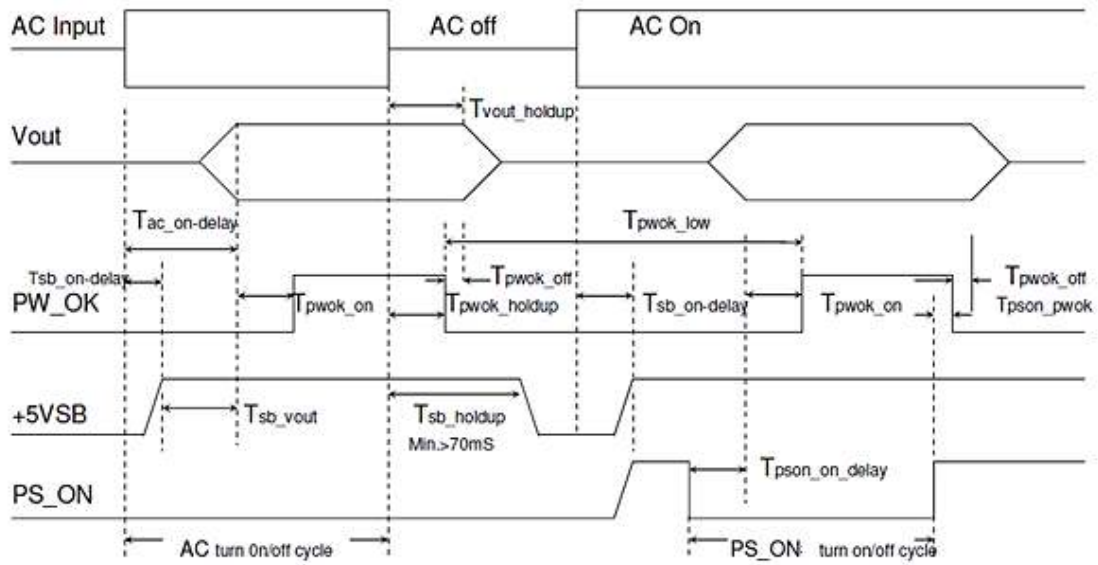 AC Input
AC off
AC On
Tvout_holdup
Vout
Tac_on-delay
Tpwok_low
Tsb_on-delay
Tpwok_off
Tpwok_off
PW_OK
Tpwok_on
Tpwok_holdup
Tsb_on-delay
Tpwok_on
Tpson_pwok
+5VSB
Tsb_vout
Tsb_holdup
Min.>70mS
PS_ON
Tpson_on_delay
AC turn 0n/off cycle
PS_ON: turn on/off cycle